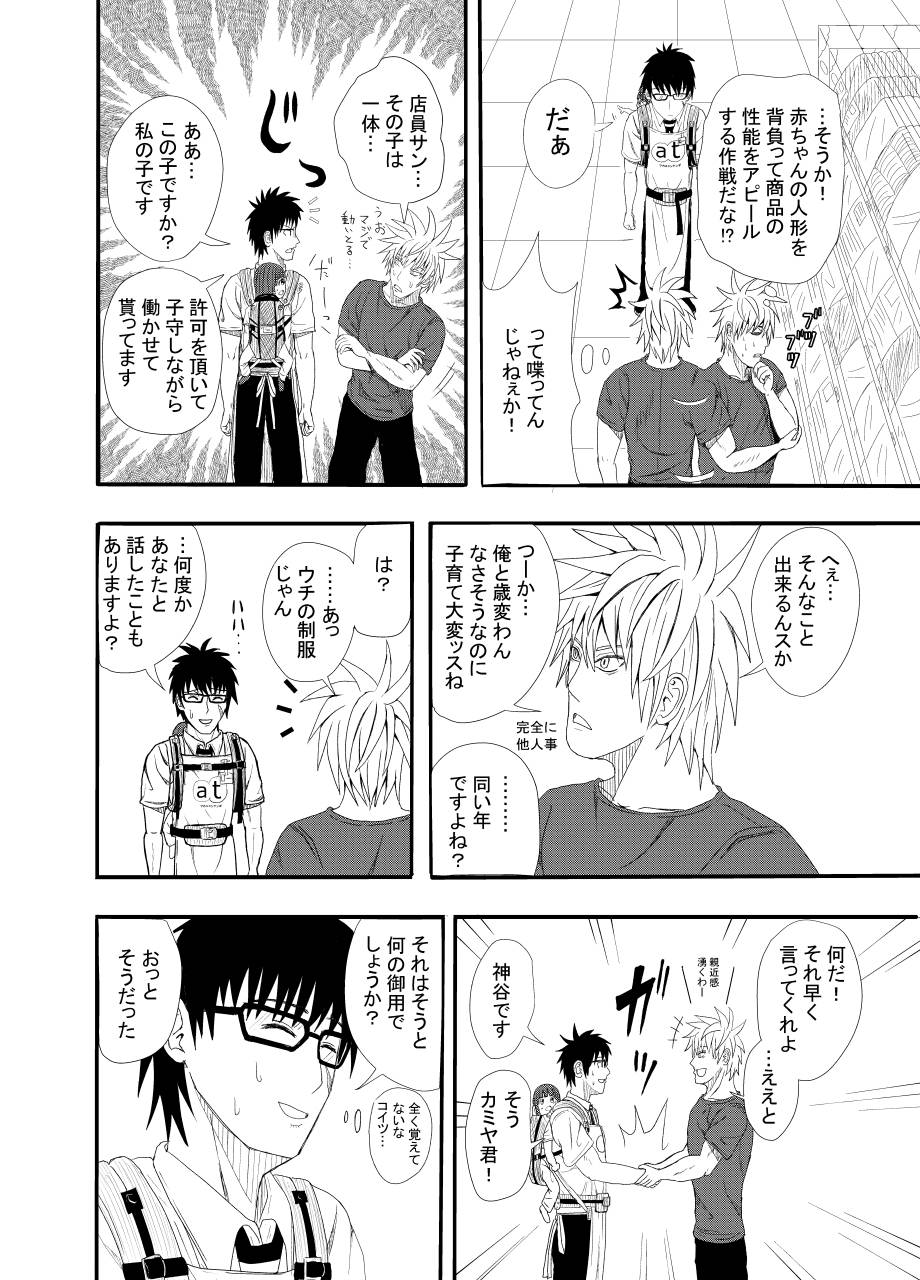 …そうか！
赤ちゃんの人形を
背負って商品の
性能をアピール
する作戦だな!?
だぁ
at
ブツ
ブツ
って喋ってん
じゃねぇか！
店員サン…
その子は
一体…
じっ
うお
マジで
動いとる…
ボーー
ああ…
この子ですか？
私の子です
許可を頂いて
子守しながら
働かせて
貰ってます
へぇ…
そんなこと
出来るんスか
つーか…
俺と歳変わん
なさそうなのに
子育て大変ッスね
完全に
他人事
………
同い年
ですよね？
は？
……あっ
ウチの制服
じゃん
ハハ…
…何度か
あなたと
話したことも
ありますよ？
at
何だ！
それ早く
言ってくれよ
…ええと
親近感
湧くわー
ガッ
神谷です
そう
カミヤ君！
それはそうと
何の御用で
しょうか？
全く覚えて
ないな
コイツ…
おっと
そうだった